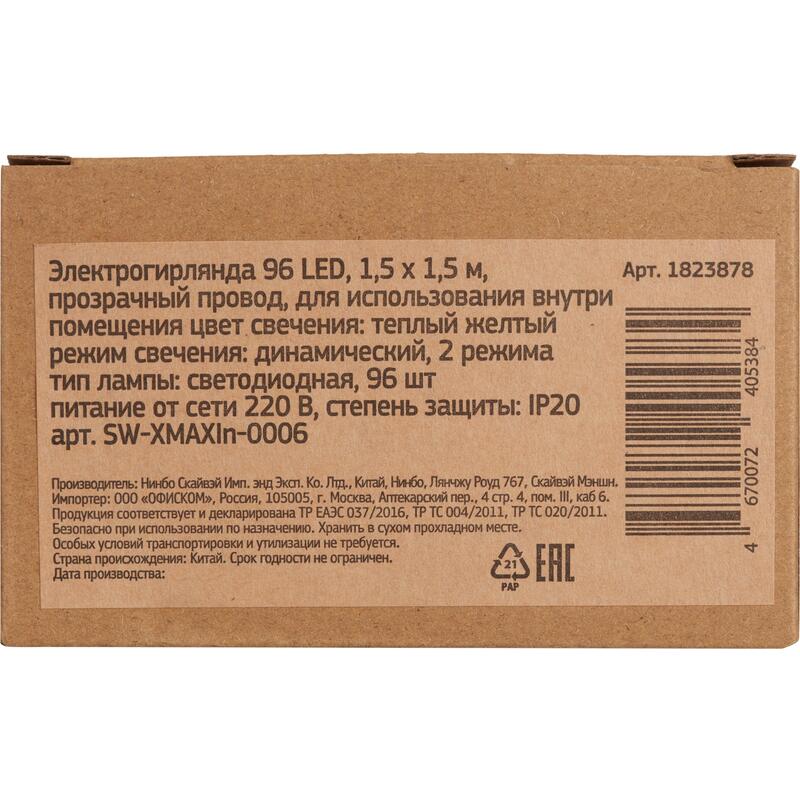 Электрогирлянда 96 LED, 1,5 х 1,5 м,
прозрачный провод, для использования внутри
помещения цвет свечения: теплый желтый
режим свечения: динамический, 2 режима
тип лампы: светодиодная, 96 шт
питание от сети 220 В, степень защиты: IP20
арт. SW-XMAXIn-0006
Арт. 1823878
4 670072 405384
Производитель: Нинбо Скайвэй Имп. энд Эксп. Ко. Лтд., Китай, Нинбо, Лянчжу Роуд 767, Скайвэй Мэншн.
Импортер: ООО «ОФИСКОМ», Россия, 105005, г. Москва, Аптекарский пер., 4 стр. 4, пом. III, каб 6.
Продукция соответствует и декларирована ТР ЕАЭС 037/2016, ТР ТС 004/2011, ТР ТС 020/2011.
Безопасно при использовании по назначению. Хранить в сухом прохладном месте.
Особых условий транспортировки и утилизации не требуется.
Страна происхождения: Китай. Срок годности не ограничен.
Дата производства:
21
PAP
EAC